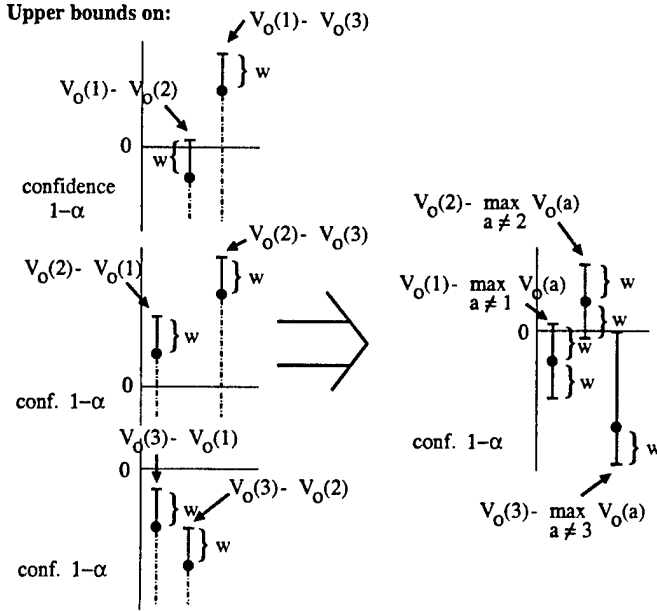 Upper bounds on:
V_o(1)- V_o(3)
} w
V_o(1)- V_o(2)
0
w {
confidence
1-α
V_o(2)- V_o(3)
V_o(2)- V_o(1)
} w
} w
0
conf. 1-α
V_o(3)- V_o(1)
0
} w
V_o(3)- V_o(2)
} w
conf. 1-α
V_o(2)- max V_o(a)
a ≠ 2
V_o(1)- max V_o(a)
a ≠ 1
} w
} w
0
} w
} w
conf. 1-α
} w
V_o(3)- max V_o(a)
a ≠ 3